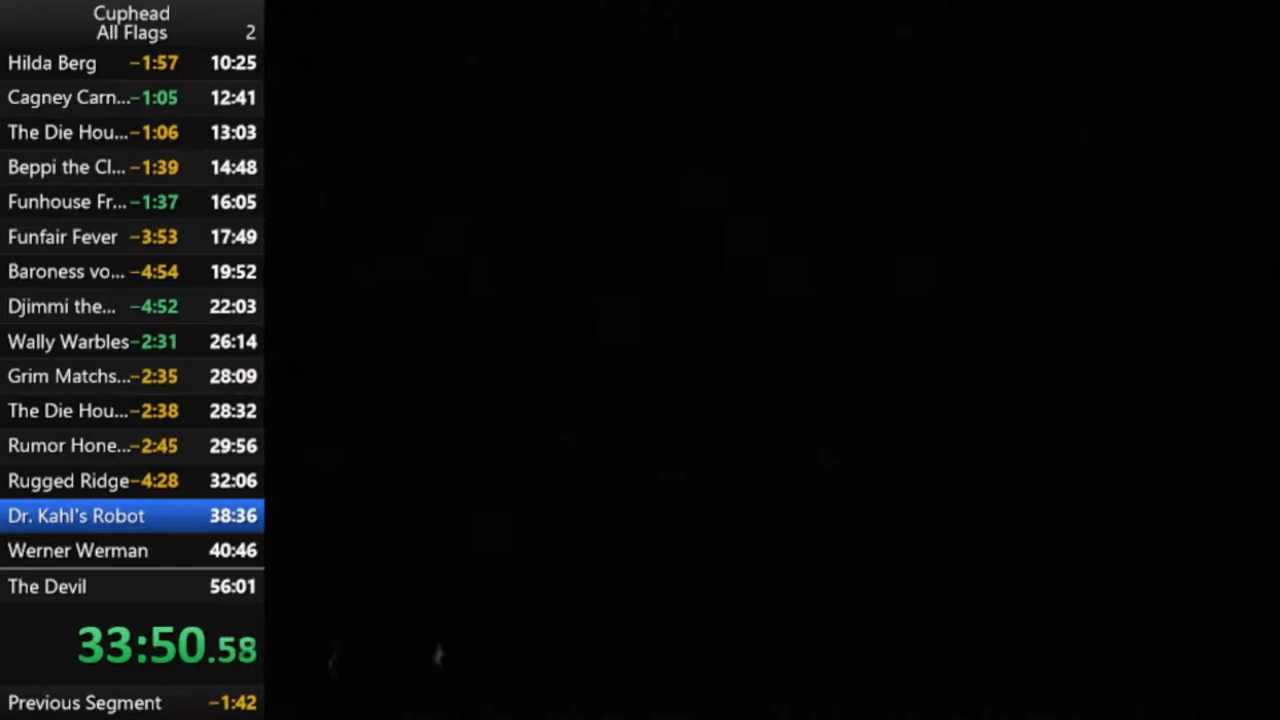 Cuphead
All Flags 2
Hilda Berg −1:57 10:25
Cagney Carn... −1:05 12:41
The Die Hou... −1:06 13:03
Beppi the Cl... −1:39 14:48
Funhouse Fr... −1:37 16:05
Funfair Fever −3:53 17:49
Baroness vo... −4:54 19:52
Djimmi the... −4:52 22:03
Wally Warbles −2:31 26:14
Grim Matchs... −2:35 28:09
The Die Hou... −2:38 28:32
Rumor Hone... −2:45 29:56
Rugged Ridge −4:28 32:06
Dr. Kahl's Robot 38:36
Werner Werman 40:46
The Devil 56:01
33:50.58
Previous Segment −1:42